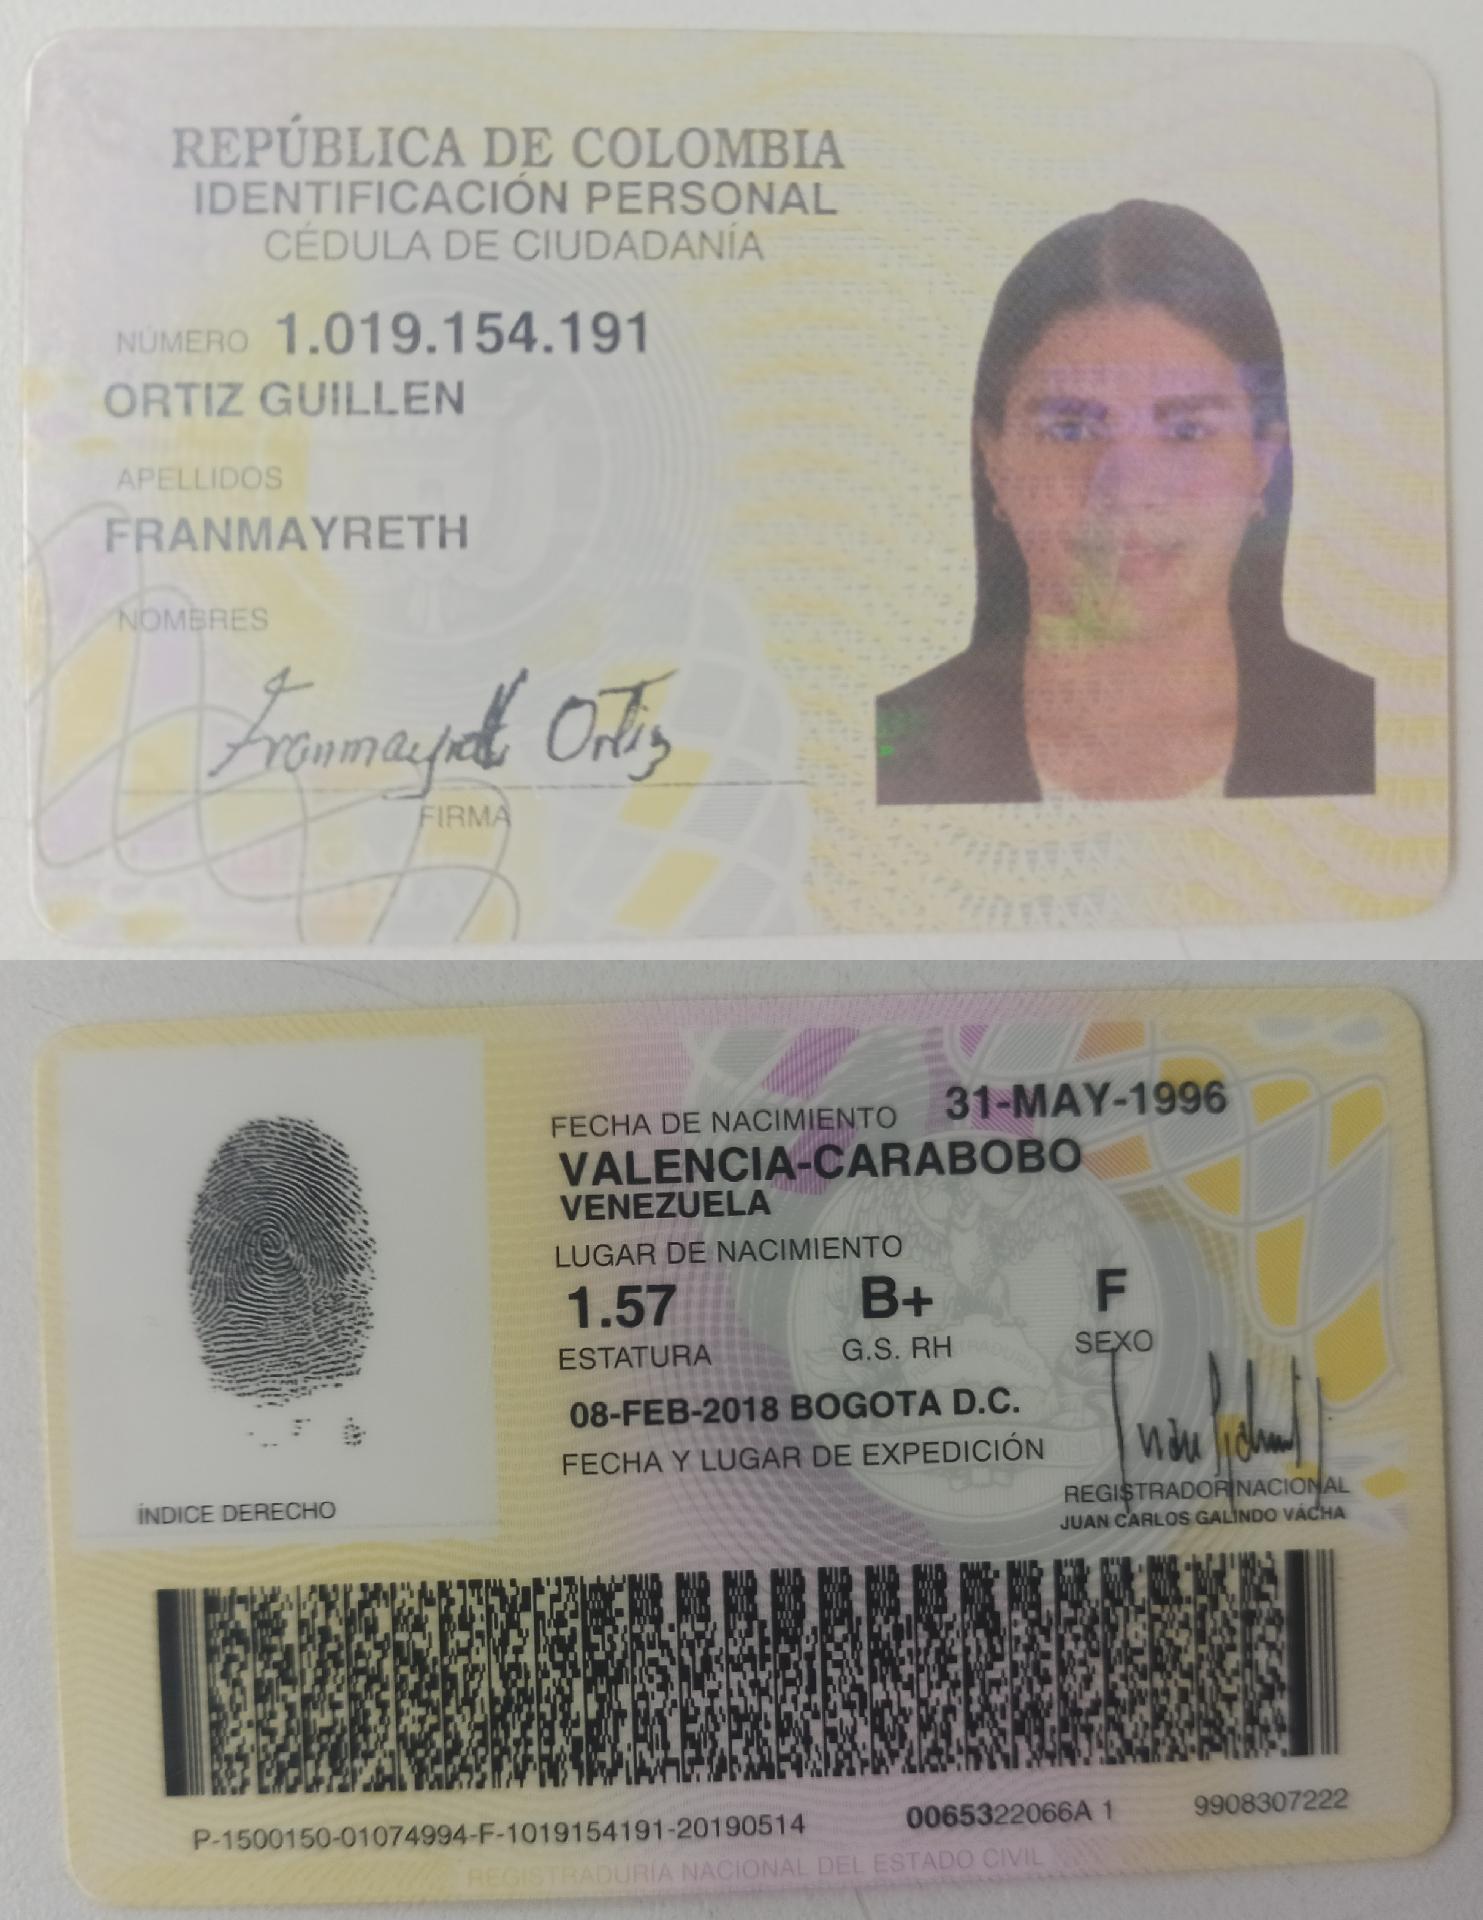 REPÚBLICA DE COLOMBIA
IDENTIFICACIÓN PERSONAL
CÉDULA DE CIUDADANÍA
NÚMERO 1.019.154.191
ORTIZ GUILLEN
APELLIDOS
FRANMAYRETH
NOMBRES
Franmayreth Ortiz
FIRMA
FECHA DE NACIMIENTO 31-MAY-1996
VALENCIA-CARABOBO
VENEZUELA
LUGAR DE NACIMIENTO
1.57 B+ F
ESTATURA G.S. RH SEXO
08-FEB-2018 BOGOTA D.C.
FECHA Y LUGAR DE EXPEDICIÓN
REGISTRADOR NACIONAL
JUAN CARLOS GALINDO VÁCHA
ÍNDICE DERECHO
P-1500150-01074994-F-1019154191-20190514 0065322066A 1 9908307222
REGISTRADURÍA NACIONAL DEL ESTADO CIVIL